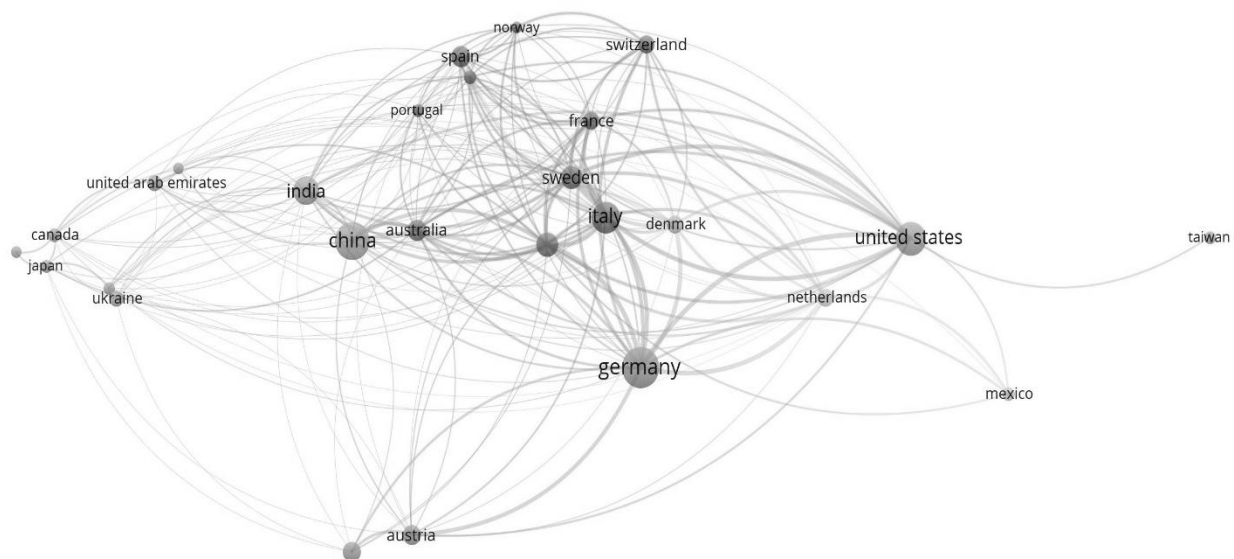 norway
switzerland
spain
portugal
france
united arab emirates
india
sweden
italy
denmark
canada
china
australia
united states
taiwan
japan
ukraine
netherlands
germany
mexico
austria